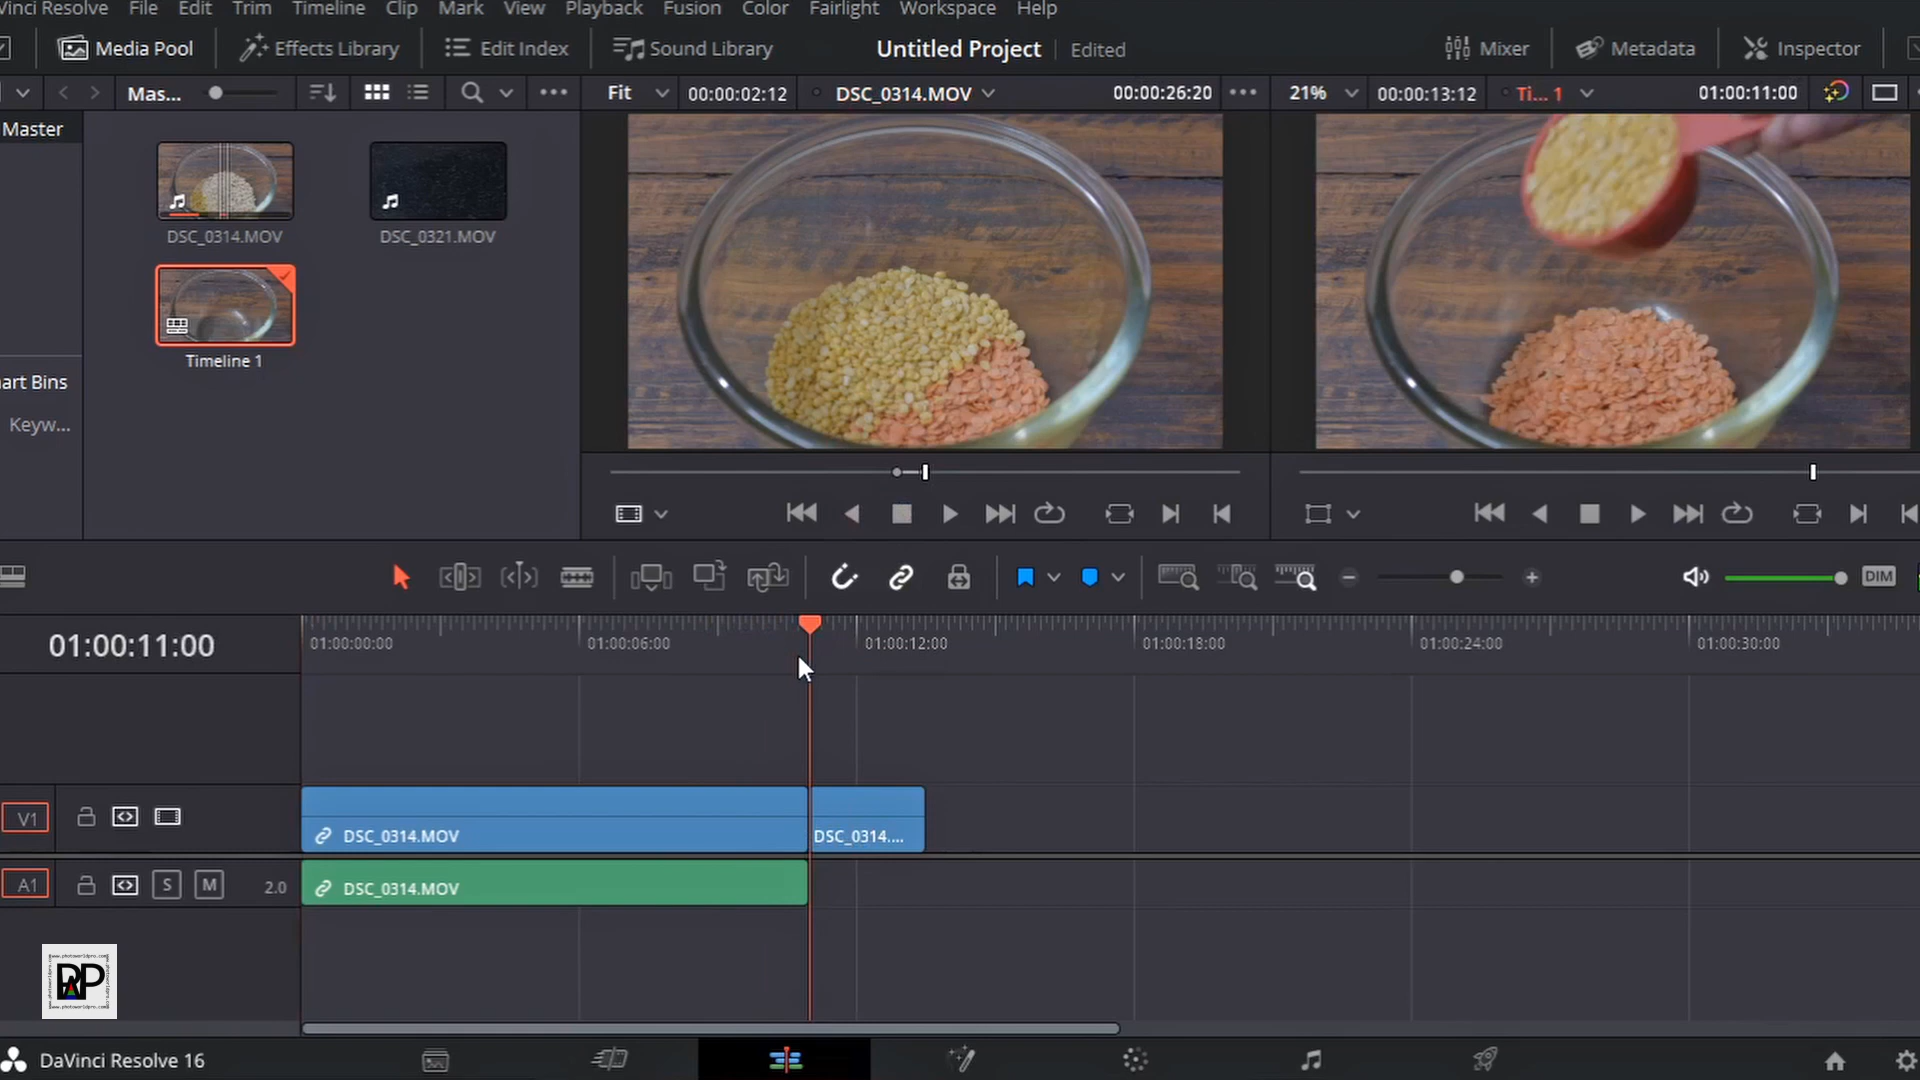 Vinci Resolve File Edit Trim Timeline Clip Mark View Playback Fusion Color Fairlight Workspace Help
Media Pool Effects Library Edit Index Sound Library Untitled Project Edited Mixer Metadata Inspector
Mas... Fit 00:00:02:12 DSC_0314.MOV 00:00:26:20 21% 00:00:13:12 Ti... 1 01:00:11:00
Master
DSC_0314.MOV DSC_0321.MOV
Timeline 1
art Bins
Keyw...
DIM
01:00:11:00 01:00:00:00 01:00:06:00 01:00:12:00 01:00:18:00 01:00:24:00 01:00:30:00
V1 DSC_0314.MOV DSC_0314....
A1 S M 2.0 DSC_0314.MOV
www.photoworldpro.com
DaVinci Resolve 16